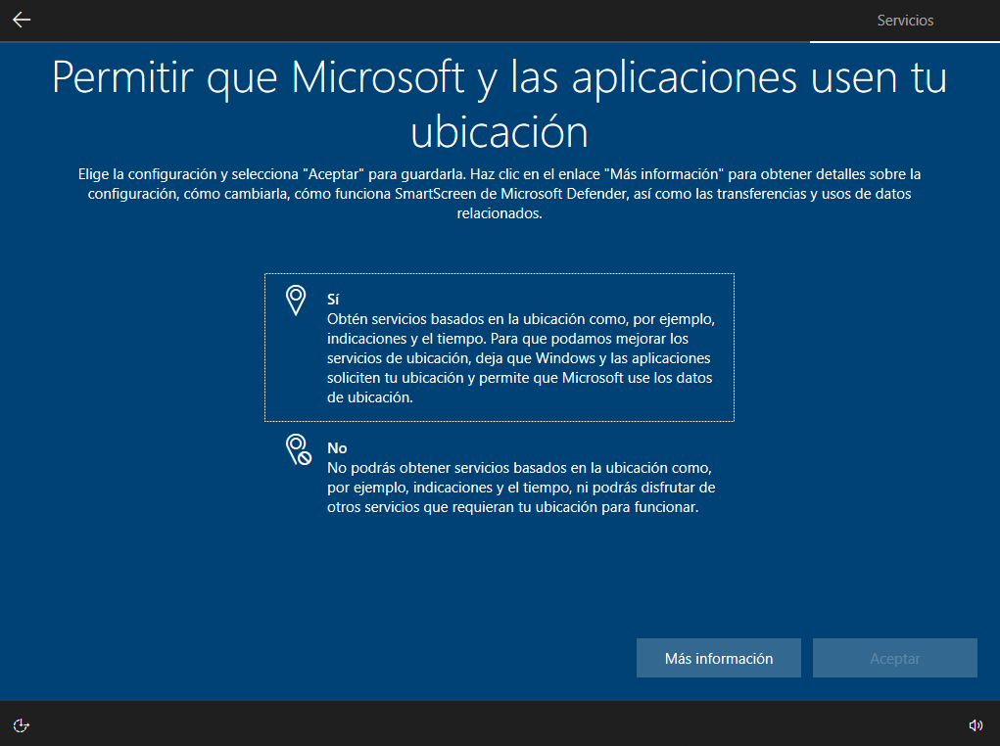 Servicios
Permitir que Microsoft y las aplicaciones usen tu
ubicación
Elige la configuración y selecciona "Aceptar" para guardarla. Haz clic en el enlace "Más información" para obtener detalles sobre la
configuración, cómo cambiarla, cómo funciona SmartScreen de Microsoft Defender, así como las transferencias y usos de datos
relacionados.
Sí
Obtén servicios basados en la ubicación como, por ejemplo,
indicaciones y el tiempo. Para que podamos mejorar los
servicios de ubicación, deja que Windows y las aplicaciones
soliciten tu ubicación y permite que Microsoft use los datos
de ubicación.
No
No podrás obtener servicios basados en la ubicación como,
por ejemplo, indicaciones y el tiempo, ni podrás disfrutar de
otros servicios que requieran tu ubicación para funcionar.
Más información
Aceptar